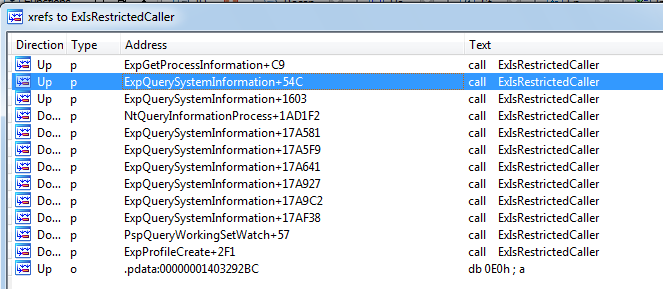 xrefs to ExIsRestrictedCaller
Direction Type Address Text
Up p ExpGetProcessInformation+C9 call ExIsRestrictedCaller
Up p ExpQuerySystemInformation+54C call ExIsRestrictedCaller
Up p ExpQuerySystemInformation+1603 call ExIsRestrictedCaller
Do... p NtQueryInformationProcess+1AD1F2 call ExIsRestrictedCaller
Do... p ExpQuerySystemInformation+17A581 call ExIsRestrictedCaller
Do... p ExpQuerySystemInformation+17A5F9 call ExIsRestrictedCaller
Do... p ExpQuerySystemInformation+17A641 call ExIsRestrictedCaller
Do... p ExpQuerySystemInformation+17A927 call ExIsRestrictedCaller
Do... p ExpQuerySystemInformation+17A9C2 call ExIsRestrictedCaller
Do... p ExpQuerySystemInformation+17AF38 call ExIsRestrictedCaller
Do... p PspQueryWorkingSetWatch+57 call ExIsRestrictedCaller
Do... p ExpProfileCreate+2F1 call ExIsRestrictedCaller
Up o .pdata:00000001403292BC db 0E0h ; a